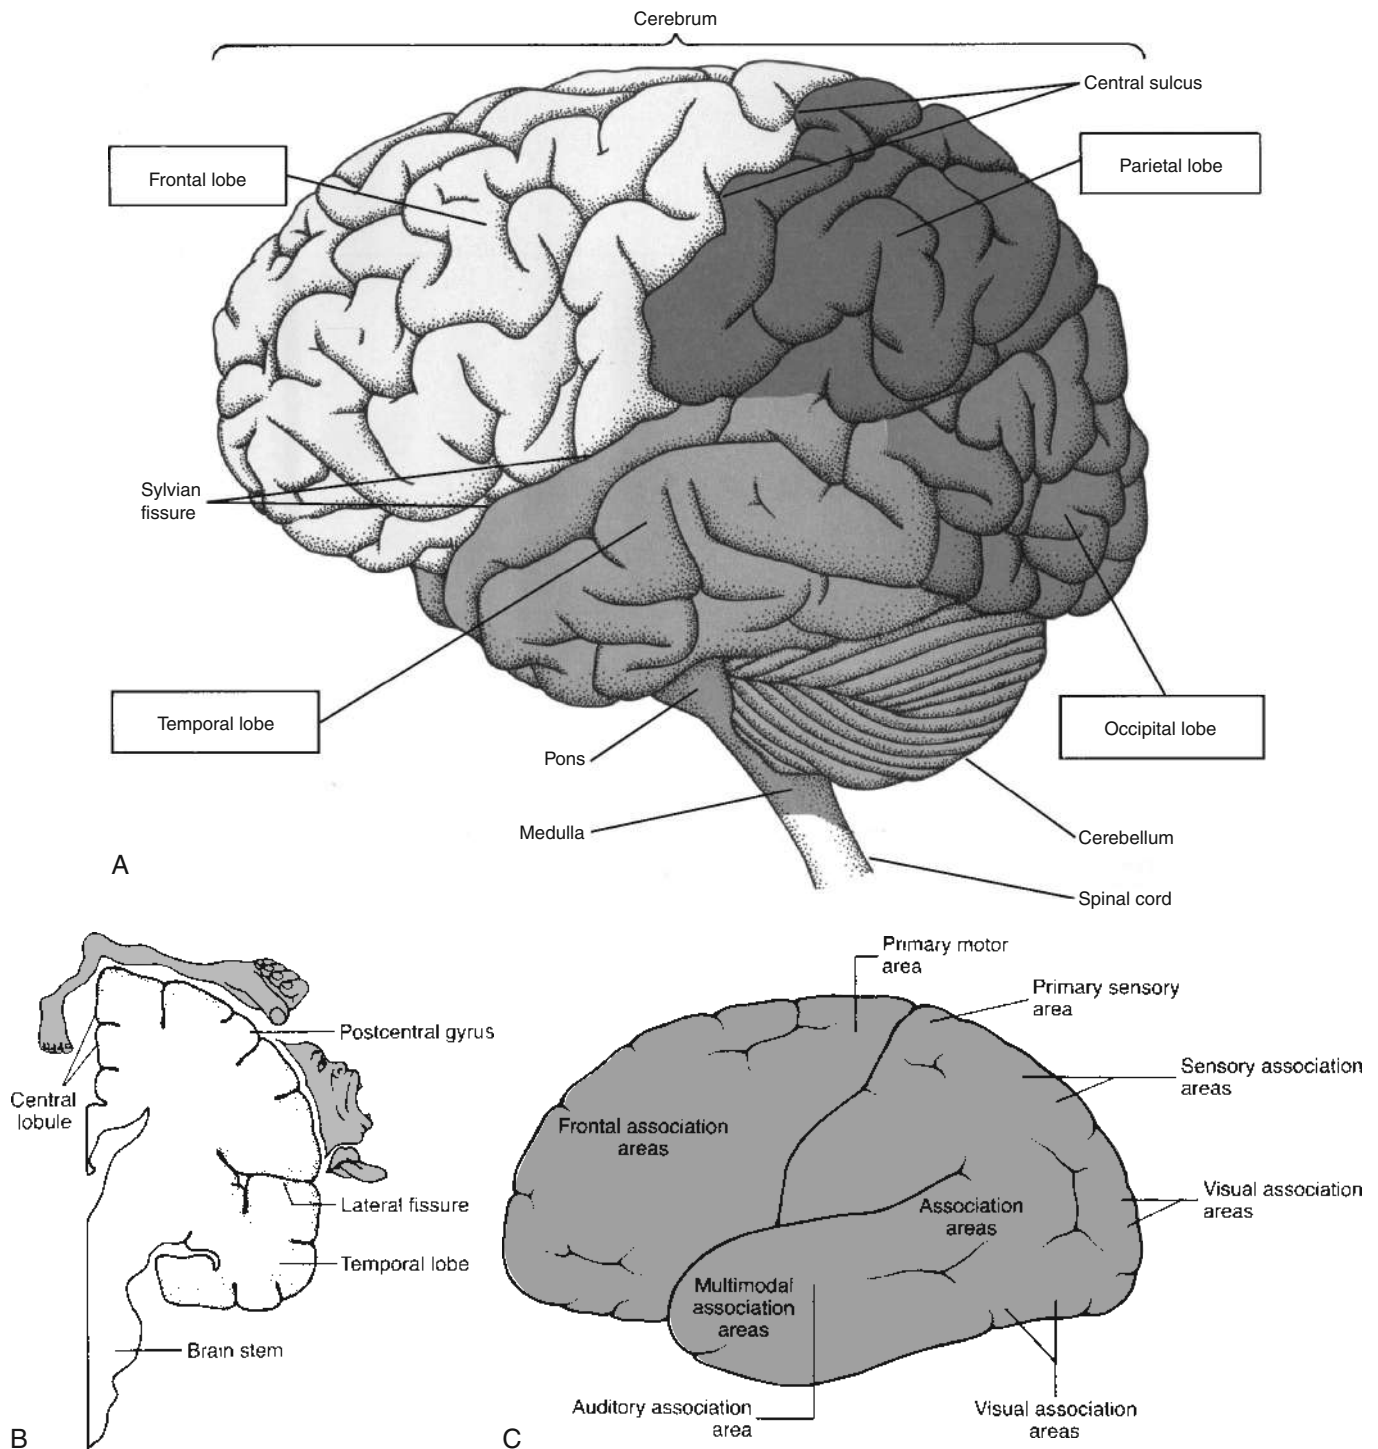 Cerebrum
Central sulcus
Frontal lobe
Parietal lobe
Sylvian
fissure
Temporal lobe
Occipital lobe
Pons
Medulla
Cerebellum
Spinal cord
A
Postcentral gyrus
Central
lobule
Lateral fissure
Temporal lobe
Brain stem
B
Primary motor
area
Primary sensory
area
Sensory association
areas
Frontal association
areas
Visual association
areas
Association
areas
Multimodal
association
areas
Auditory association
area
Visual association
areas
C